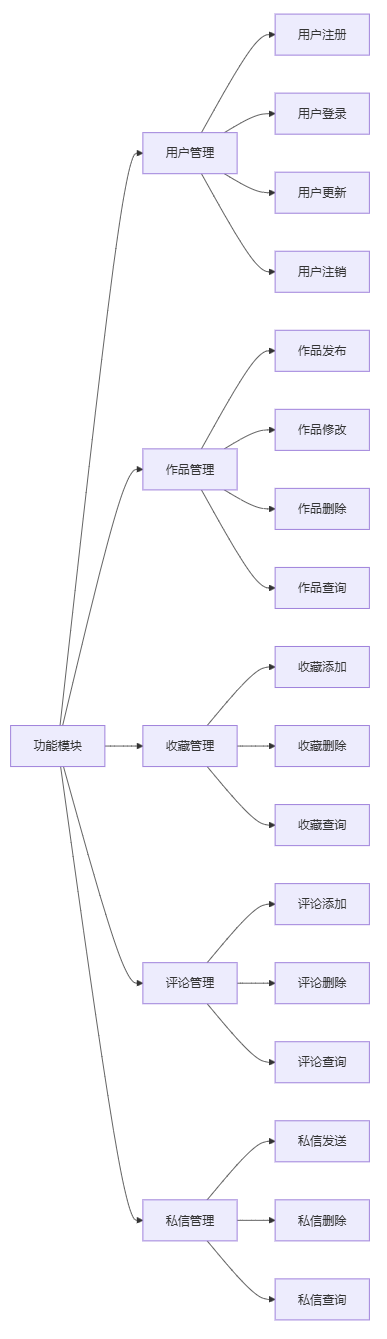 用户注册
用户登录
用户管理
用户更新
用户注销
作品发布
作品修改
作品管理
作品删除
作品查询
收藏添加
功能模块
收藏管理
收藏删除
收藏查询
评论添加
评论管理
评论删除
评论查询
私信发送
私信管理
私信删除
私信查询